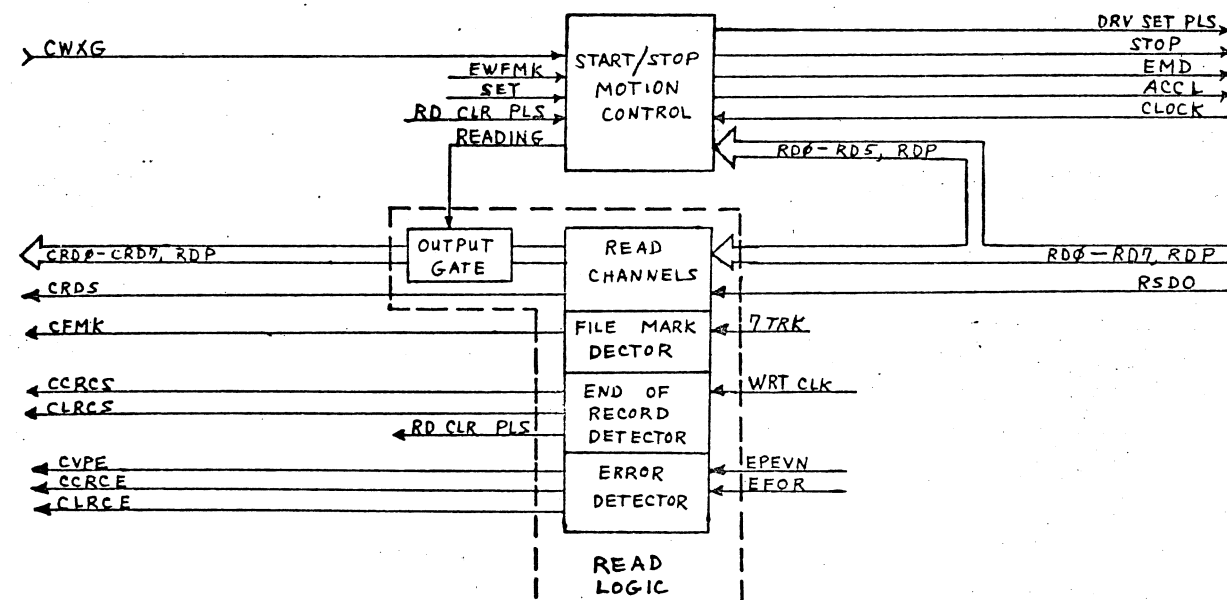 CWXG
EWFMK
SET
RD CLR PLS
READING
START/STOP
MOTION
CONTROL
DRV SET PLS
STOP
EMD
ACCL
CLOCK
RDØ-RD5, RDP
CRDØ-CRD7, RDP
OUTPUT
GATE
READ
CHANNELS
RDØ-RD7, RDP
CRDS
RSDO
CFMK
FILE MARK
DECTOR
7 TRK
CCRCS
CLRCS
RD CLR PLS
END OF
RECORD
DETECTOR
WRT CLK
CVPE
CCRCE
CLRCE
ERROR
DETECTOR
EPEVN
EFOR
READ
LOGIC